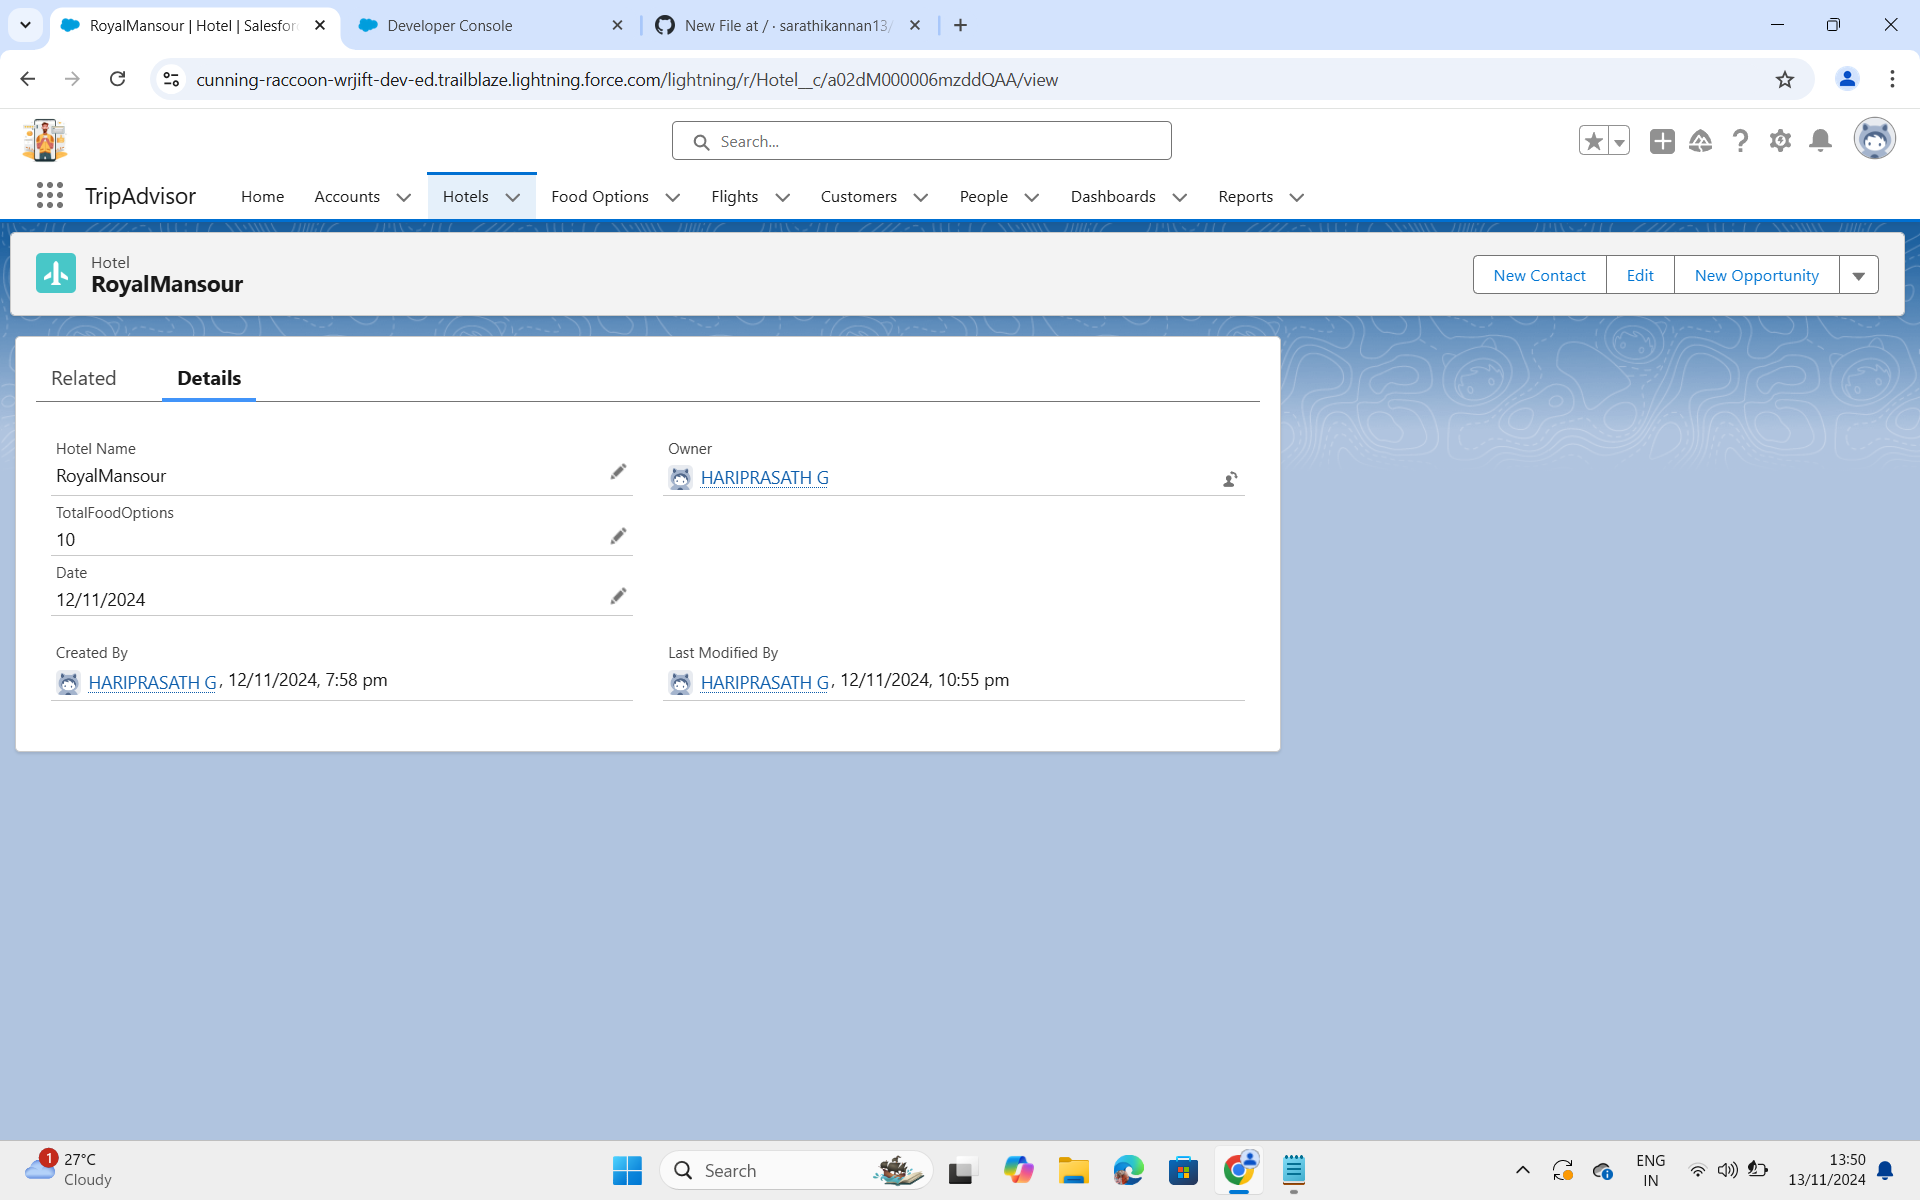 RoyalMansour | Hotel | Salesfor
Developer Console
New File at / · sarathikannan13/
cunning-raccoon-wrjift-dev-ed.trailblaze.lightning.force.com/lightning/r/Hotel__c/a02dM000006mzddQAA/view
Search...
TripAdvisor
Home
Accounts
Hotels
Food Options
Flights
Customers
People
Dashboards
Reports
Hotel
RoyalMansour
New Contact
Edit
New Opportunity
Related
Details
Hotel Name
RoyalMansour
Owner
HARIPRASATH G
TotalFoodOptions
10
Date
12/11/2024
Created By
HARIPRASATH G, 12/11/2024, 7:58 pm
Last Modified By
HARIPRASATH G, 12/11/2024, 10:55 pm
1
27°C
Cloudy
Search
ENG
IN
13:50
13/11/2024